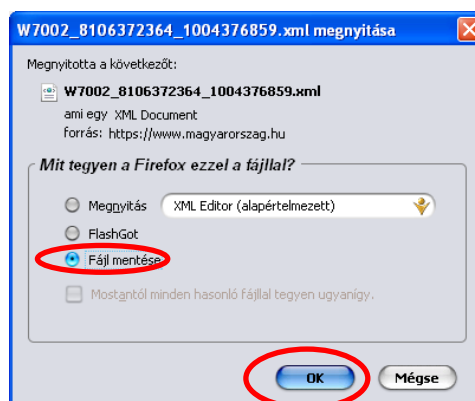 W7002_8106372364_1004376859.xml megnyitása
Megnyitotta a következőt:
W7002_8106372364_1004376859.xml
ami egy XML Document
forrás: https://www.magyarorszag.hu
Mit tegyen a Firefox ezzel a fájllal?
Megnyitás XML Editor (alapértelmezett)
FlashGot
Fájl mentése
Mostantól minden hasonló fájllal tegyen ugyanígy.
OK Mégse